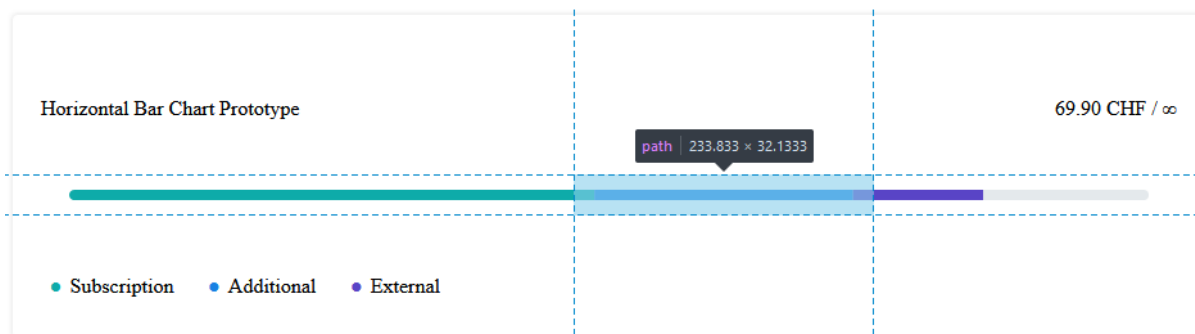 Horizontal Bar Chart Prototype
69.90 CHF / ∞
path 233.833 × 32.1333
Subscription
Additional
External